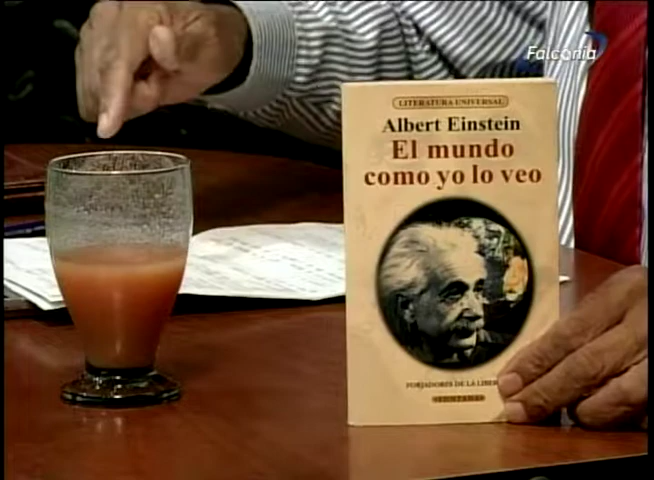 Falconia
LITERATURA UNIVERSAL
Albert Einstein
El mundo
como yo lo veo
FORJADORES DE LA LIBER